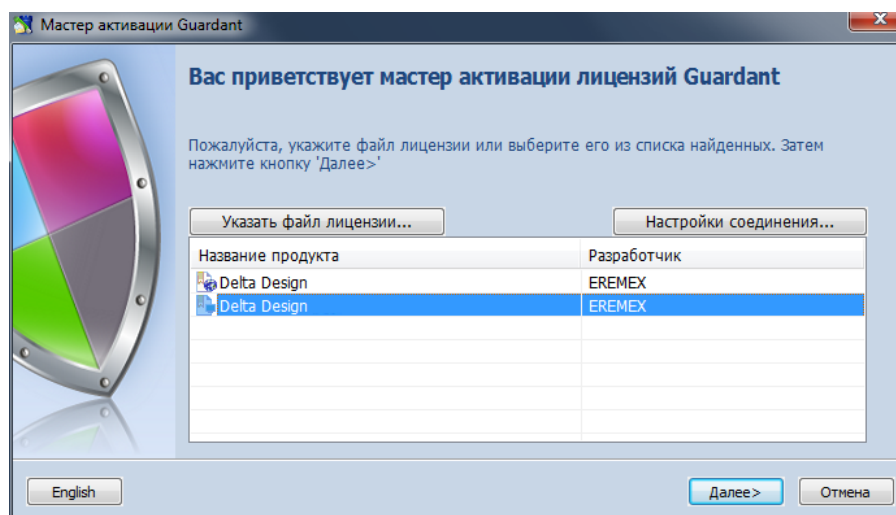 Мастер активации Guardant
Вас приветствует мастер активации лицензий Guardant
Пожалуйста, укажите файл лицензии или выберите его из списка найденных. Затем
нажмите кнопку 'Далее>'
Указать файл лицензии... Настройки соединения...
Название продукта Разработчик
Delta Design EREMEX
Delta Design EREMEX
English Далее> Отмена